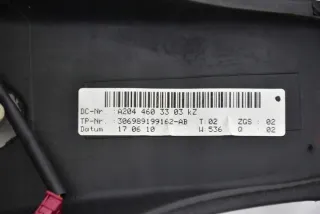 DC-Nr A204 460 33 03 kZ
TP-Nr 306989199162-AB T 02 ZGS : 02
Datum 17.06.10 W 536 Q : 02